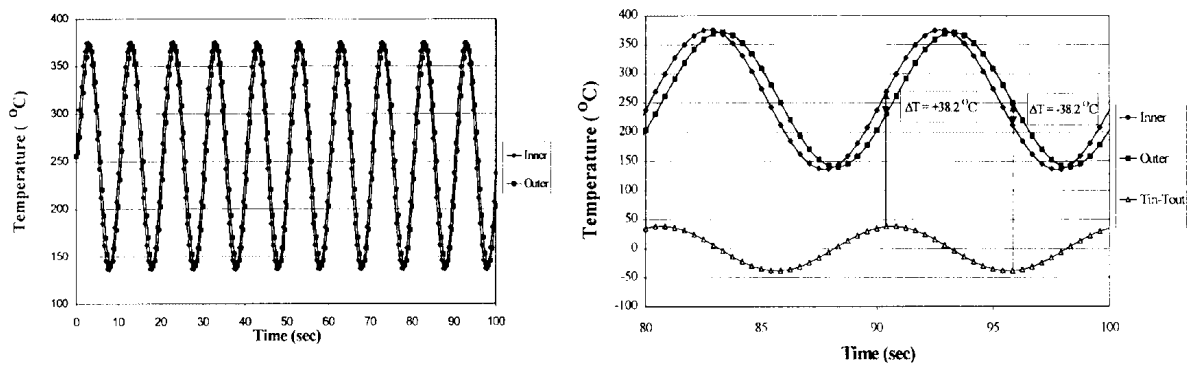 Temperature ( °C)
400
350
300
250
200
150
100
0 10 20 30 40 50 60 70 80 90 100
Time (sec)
Inner
Outer
Temperature ( °C)
400
350
300
250
200
150
100
50
0
-50
-100
80 85 90 95 100
Time (sec)
ΔT = +38.2 °C
ΔT = -38.2 °C
Inner
Outer
Tin-Tout